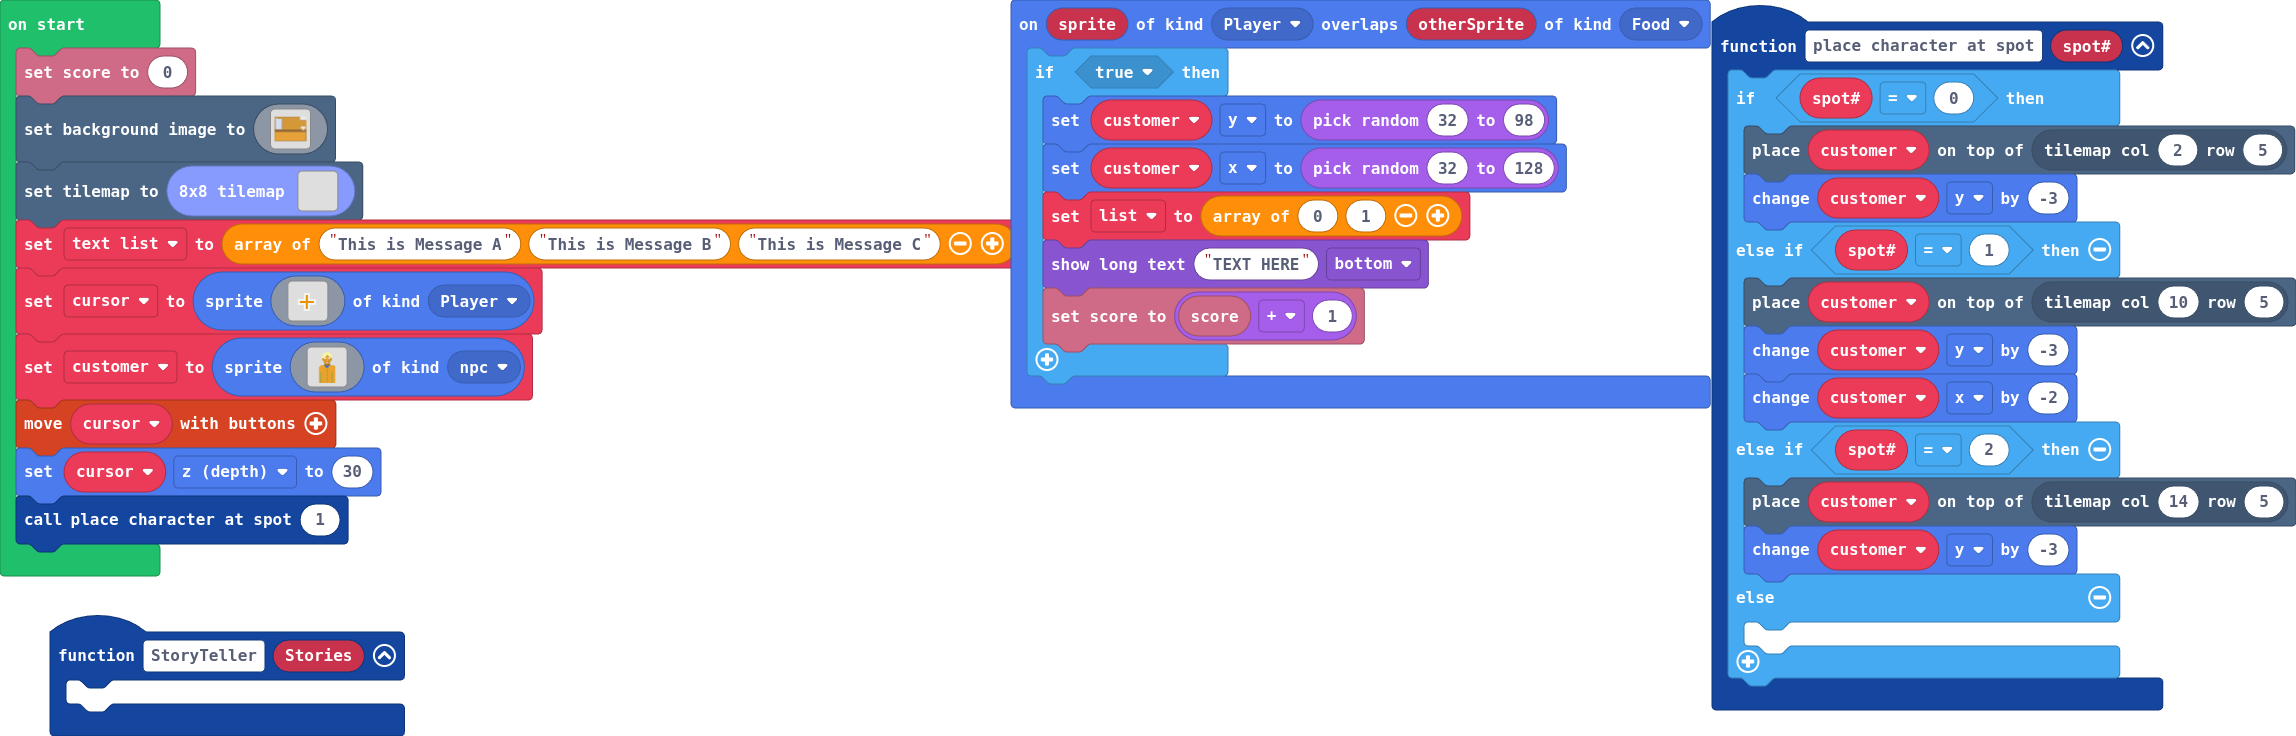 on start
set score to 0
set background image to
set tilemap to 8x8 tilemap
set text list to array of "This is Message A" "This is Message B" "This is Message C"
set cursor to sprite of kind Player
set customer to sprite of kind npc
move cursor with buttons
set cursor z (depth) to 30
call place character at spot 1
function StoryTeller Stories
on sprite of kind Player overlaps otherSprite of kind Food
if true then
set customer y to pick random 32 to 98
set customer x to pick random 32 to 128
set list to array of 0 1
show long text "TEXT HERE" bottom
set score to score + 1
function place character at spot spot#
if spot# = 0 then
place customer on top of tilemap col 2 row 5
change customer y by -3
else if spot# = 1 then
place customer on top of tilemap col 10 row 5
change customer y by -3
change customer x by -2
else if spot# = 2 then
place customer on top of tilemap col 14 row 5
change customer y by -3
else